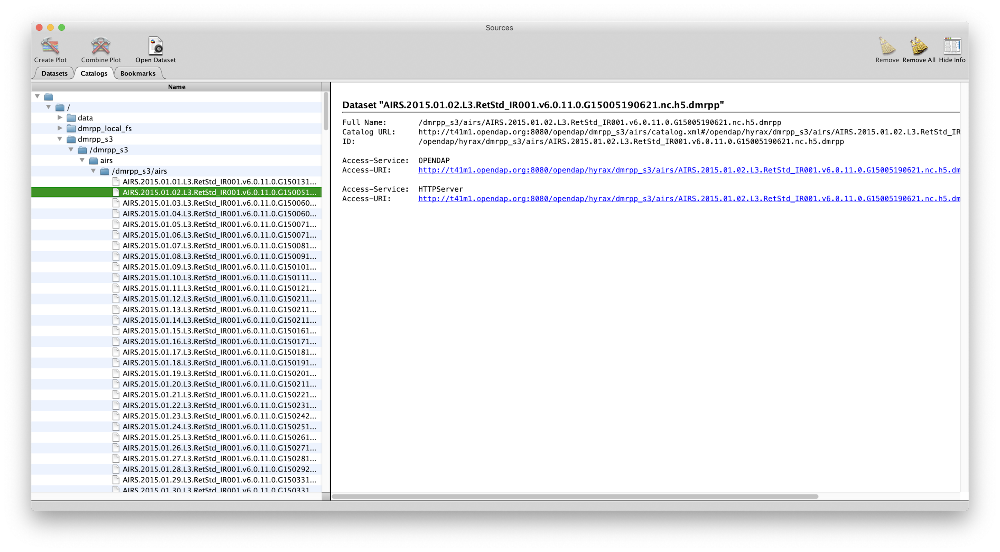 Sources
Create Plot
Combine Plot
Open Dataset
Remove
Remove All
Hide Info
Datasets
Catalogs
Bookmarks
Name
/
data
dmrpp_local_fs
dmrpp_s3
/dmrpp_s3
airs
/dmrpp_s3/airs
AIRS.2015.01.01.L3.RetStd_IR001.v6.0.11.0.G150131...
AIRS.2015.01.02.L3.RetStd_IR001.v6.0.11.0.G150051...
AIRS.2015.01.03.L3.RetStd_IR001.v6.0.11.0.G150060...
AIRS.2015.01.04.L3.RetStd_IR001.v6.0.11.0.G150060...
AIRS.2015.01.05.L3.RetStd_IR001.v6.0.11.0.G150071...
AIRS.2015.01.06.L3.RetStd_IR001.v6.0.11.0.G150071...
AIRS.2015.01.07.L3.RetStd_IR001.v6.0.11.0.G150081...
AIRS.2015.01.08.L3.RetStd_IR001.v6.0.11.0.G150091...
AIRS.2015.01.09.L3.RetStd_IR001.v6.0.11.0.G150101...
AIRS.2015.01.10.L3.RetStd_IR001.v6.0.11.0.G150111...
AIRS.2015.01.11.L3.RetStd_IR001.v6.0.11.0.G150121...
AIRS.2015.01.12.L3.RetStd_IR001.v6.0.11.0.G150211...
AIRS.2015.01.13.L3.RetStd_IR001.v6.0.11.0.G150211...
AIRS.2015.01.14.L3.RetStd_IR001.v6.0.11.0.G150211...
AIRS.2015.01.15.L3.RetStd_IR001.v6.0.11.0.G150161...
AIRS.2015.01.16.L3.RetStd_IR001.v6.0.11.0.G150171...
AIRS.2015.01.17.L3.RetStd_IR001.v6.0.11.0.G150181...
AIRS.2015.01.18.L3.RetStd_IR001.v6.0.11.0.G150191...
AIRS.2015.01.19.L3.RetStd_IR001.v6.0.11.0.G150201...
AIRS.2015.01.20.L3.RetStd_IR001.v6.0.11.0.G150211...
AIRS.2015.01.21.L3.RetStd_IR001.v6.0.11.0.G150221...
AIRS.2015.01.22.L3.RetStd_IR001.v6.0.11.0.G150231...
AIRS.2015.01.23.L3.RetStd_IR001.v6.0.11.0.G150242...
AIRS.2015.01.24.L3.RetStd_IR001.v6.0.11.0.G150251...
AIRS.2015.01.25.L3.RetStd_IR001.v6.0.11.0.G150261...
AIRS.2015.01.26.L3.RetStd_IR001.v6.0.11.0.G150271...
AIRS.2015.01.27.L3.RetStd_IR001.v6.0.11.0.G150281...
AIRS.2015.01.28.L3.RetStd_IR001.v6.0.11.0.G150292...
AIRS.2015.01.29.L3.RetStd_IR001.v6.0.11.0.G150331...
AIRS.2015.01.30.L3.RetStd_IR001.v6.0.11.0.G150331...
Dataset "AIRS.2015.01.02.L3.RetStd_IR001.v6.0.11.0.G15005190621.nc.h5.dmrpp"
Full Name: /dmrpp_s3/airs/AIRS.2015.01.02.L3.RetStd_IR001.v6.0.11.0.G15005190621.nc.h5.dmrpp
Catalog URL: http://t41m1.opendap.org:8080/opendap/dmrpp_s3/airs/catalog.xml#/opendap/hyrax/dmrpp_s3/airs/AIRS.2015.01.02.L3.RetStd_IR
ID: /opendap/hyrax/dmrpp_s3/airs/AIRS.2015.01.02.L3.RetStd_IR001.v6.0.11.0.G15005190621.nc.h5.dmrpp
Access-Service: OPENDAP
Access-URI: http://t41m1.opendap.org:8080/opendap/hyrax/dmrpp_s3/airs/AIRS.2015.01.02.L3.RetStd_IR001.v6.0.11.0.G15005190621.nc.h5.dm
Access-Service: HTTPServer
Access-URI: http://t41m1.opendap.org:8080/opendap/hyrax/dmrpp_s3/airs/AIRS.2015.01.02.L3.RetStd_IR001.v6.0.11.0.G15005190621.nc.h5.dm